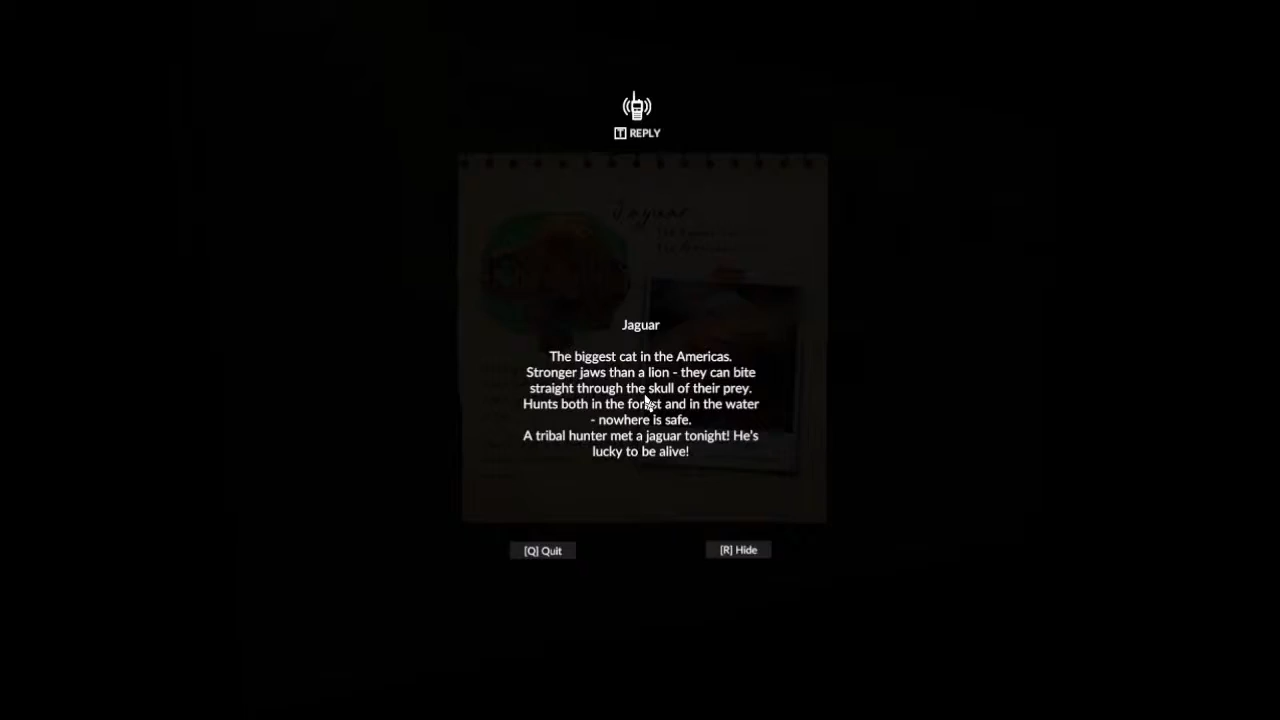 T REPLY
Jaguar
Jaguar
The biggest cat in the Americas.
Stronger jaws than a lion - they can bite
straight through the skull of their prey.
Hunts both in the forest and in the water
- nowhere is safe.
A tribal hunter met a jaguar tonight! He's
lucky to be alive!
[Q] Quit
[R] Hide